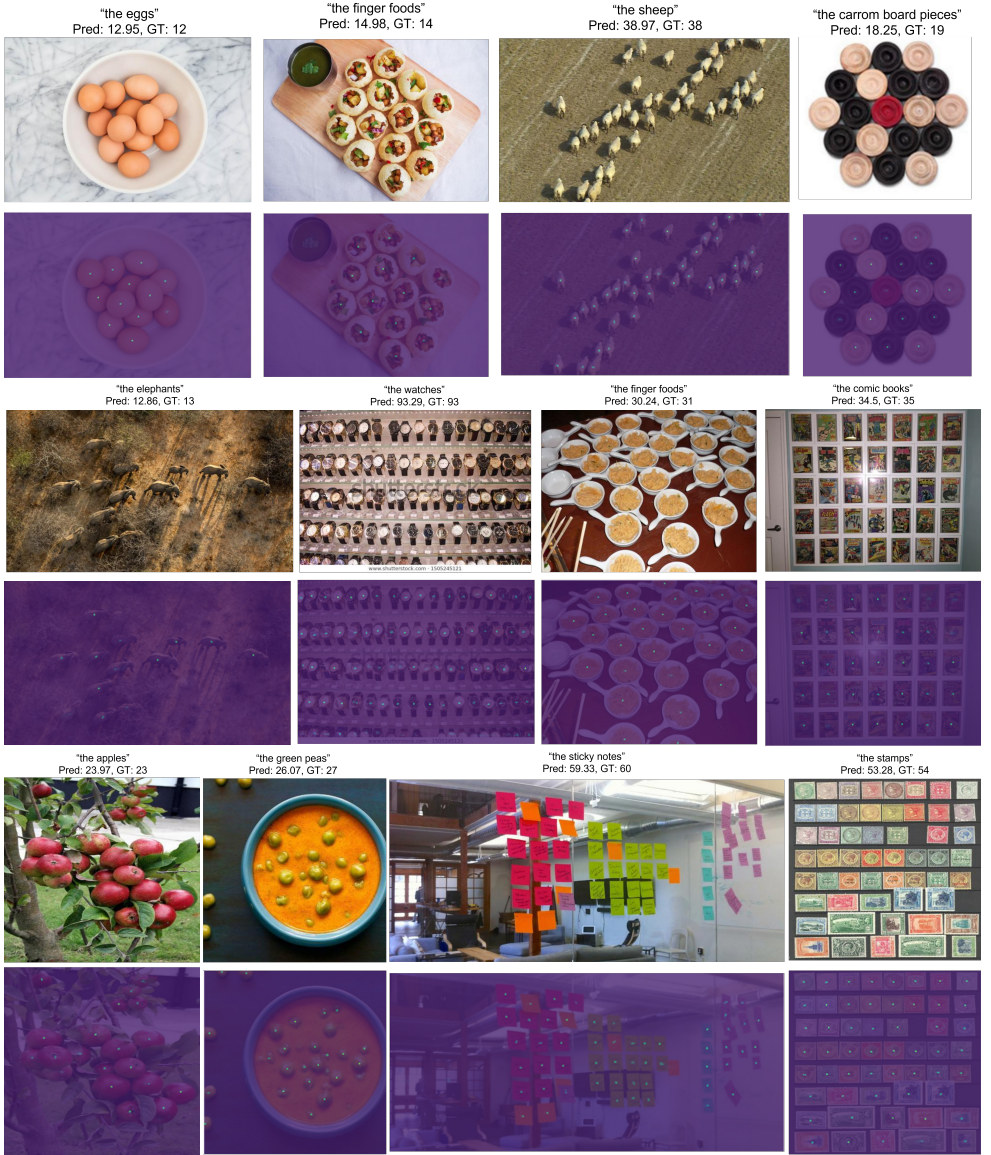 "the eggs"
Pred: 12.95, GT: 12
"the finger foods"
Pred: 14.98, GT: 14
"the sheep"
Pred: 38.97, GT: 38
"the carrom board pieces"
Pred: 18.25, GT: 19
"the elephants"
Pred: 12.86, GT: 13
"the watches"
Pred: 93.29, GT: 93
"the finger foods"
Pred: 30.24, GT: 31
"the comic books"
Pred: 34.5, GT: 35
www.shutterstock.com · 1505245121
"the apples"
Pred: 23.97, GT: 23
"the green peas"
Pred: 26.07, GT: 27
"the sticky notes"
Pred: 59.33, GT: 60
"the stamps"
Pred: 53.28, GT: 54